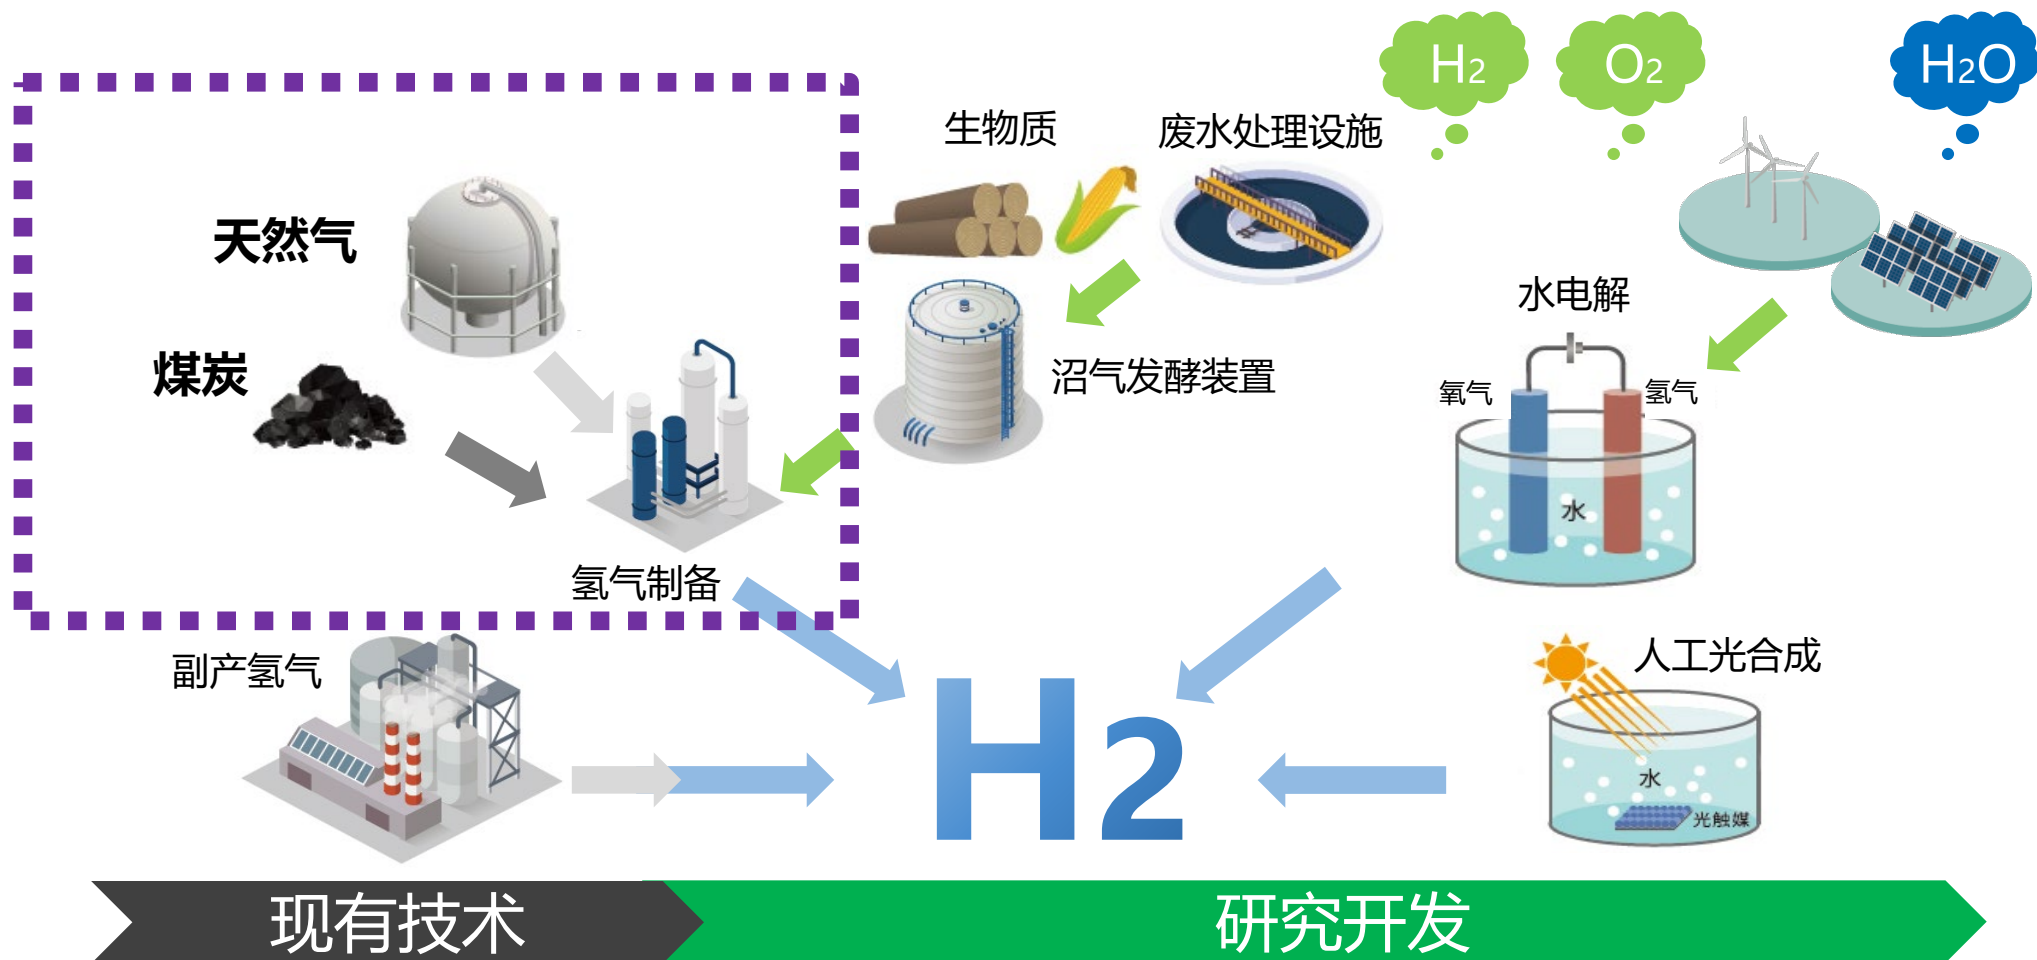 H2
O2
H2O
生物质
废水处理设施
天然气
水电解
煤炭
沼气发酵装置
氧气
氢气
水
氢气制备
副产氢气
人工光合成
H2
水
光触媒
现有技术
研究开发